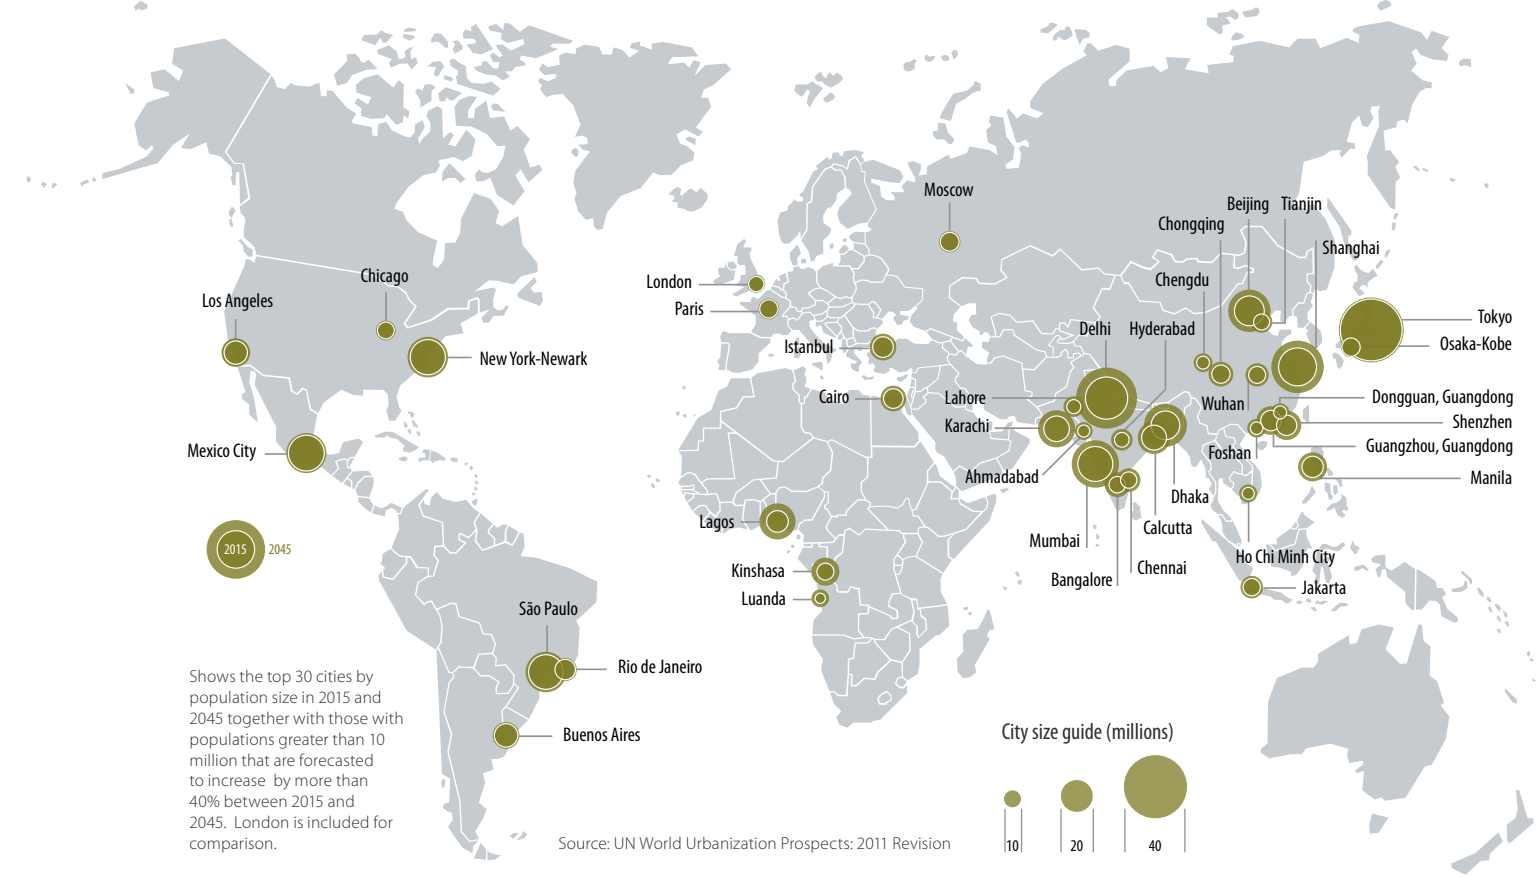 Moscow
Beijing
Tianjin
Chongqing
Shanghai
Chengdu
London
Paris
Chicago
Los Angeles
Istanbul
Delhi
Hyderabad
Tokyo
Osaka-Kobe
New York-Newark
Cairo
Lahore
Wuhan
Dongguan, Guangdong
Karachi
Shenzhen
Mexico City
Foshan
Guangzhou, Guangdong
Ahmadabad
Manila
Dhaka
Lagos
Calcutta
Mumbai
2015
2045
Ho Chi Minh City
Chennai
Kinshasa
Bangalore
Jakarta
Luanda
São Paulo
Rio de Janeiro
Buenos Aires
Shows the top 30 cities by
population size in 2015 and
2045 together with those with
populations greater than 10
million that are forecasted
to increase by more than
40% between 2015 and
2045. London is included for
comparison.
City size guide (millions)
10
20
40
Source: UN World Urbanization Prospects: 2011 Revision